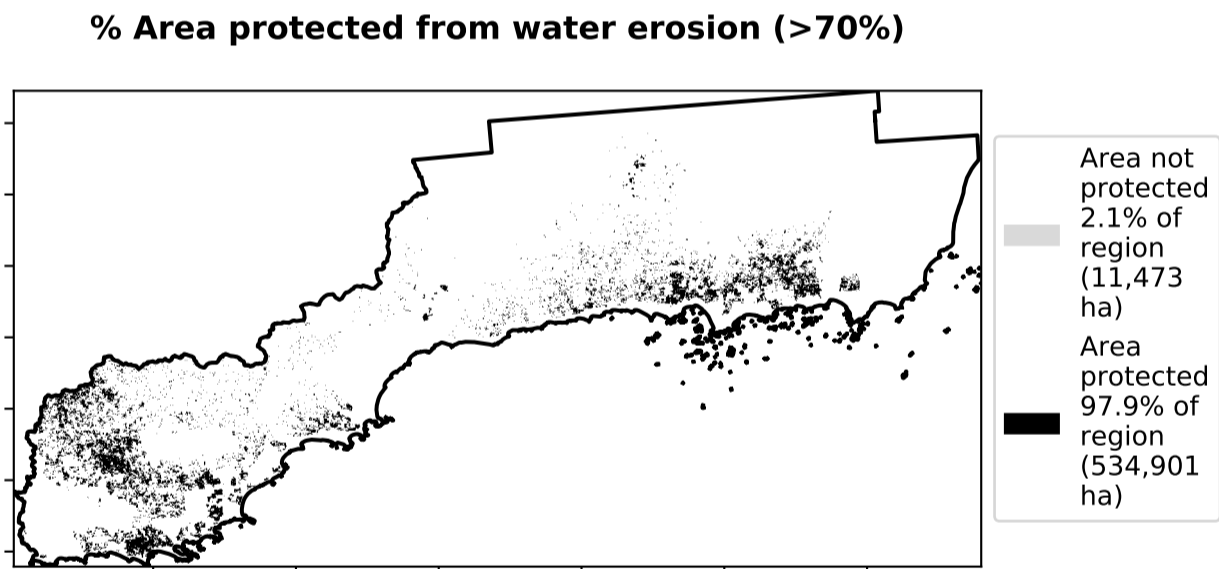 % Area protected from water erosion (>70%)
Area not
protected
2.1% of
region
(11,473
ha)
Area
protected
97.9% of
region
(534,901
ha)